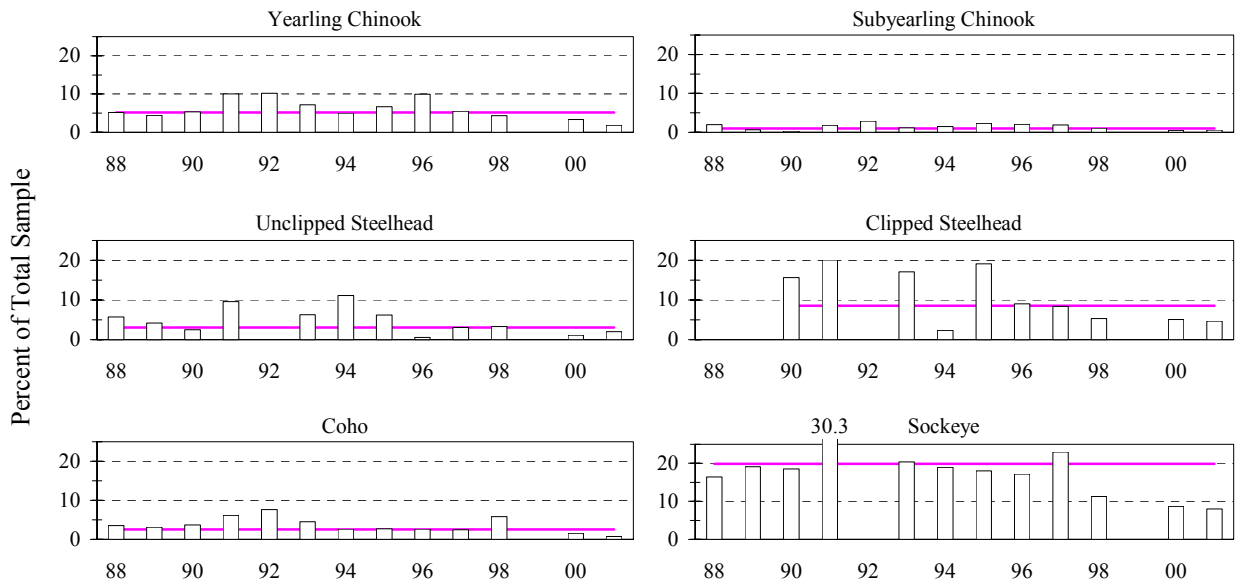 Yearling Chinook
Subyearling Chinook
20
10
0
88 90 92 94 96 98 00
20
10
0
88 90 92 94 96 98 00
Percent of Total Sample
Unclipped Steelhead
Clipped Steelhead
20
10
0
88 90 92 94 96 98 00
20
10
0
88 90 92 94 96 98 00
Coho
30.3 Sockeye
20
10
0
88 90 92 94 96 98 00
20
10
0
88 90 92 94 96 98 00